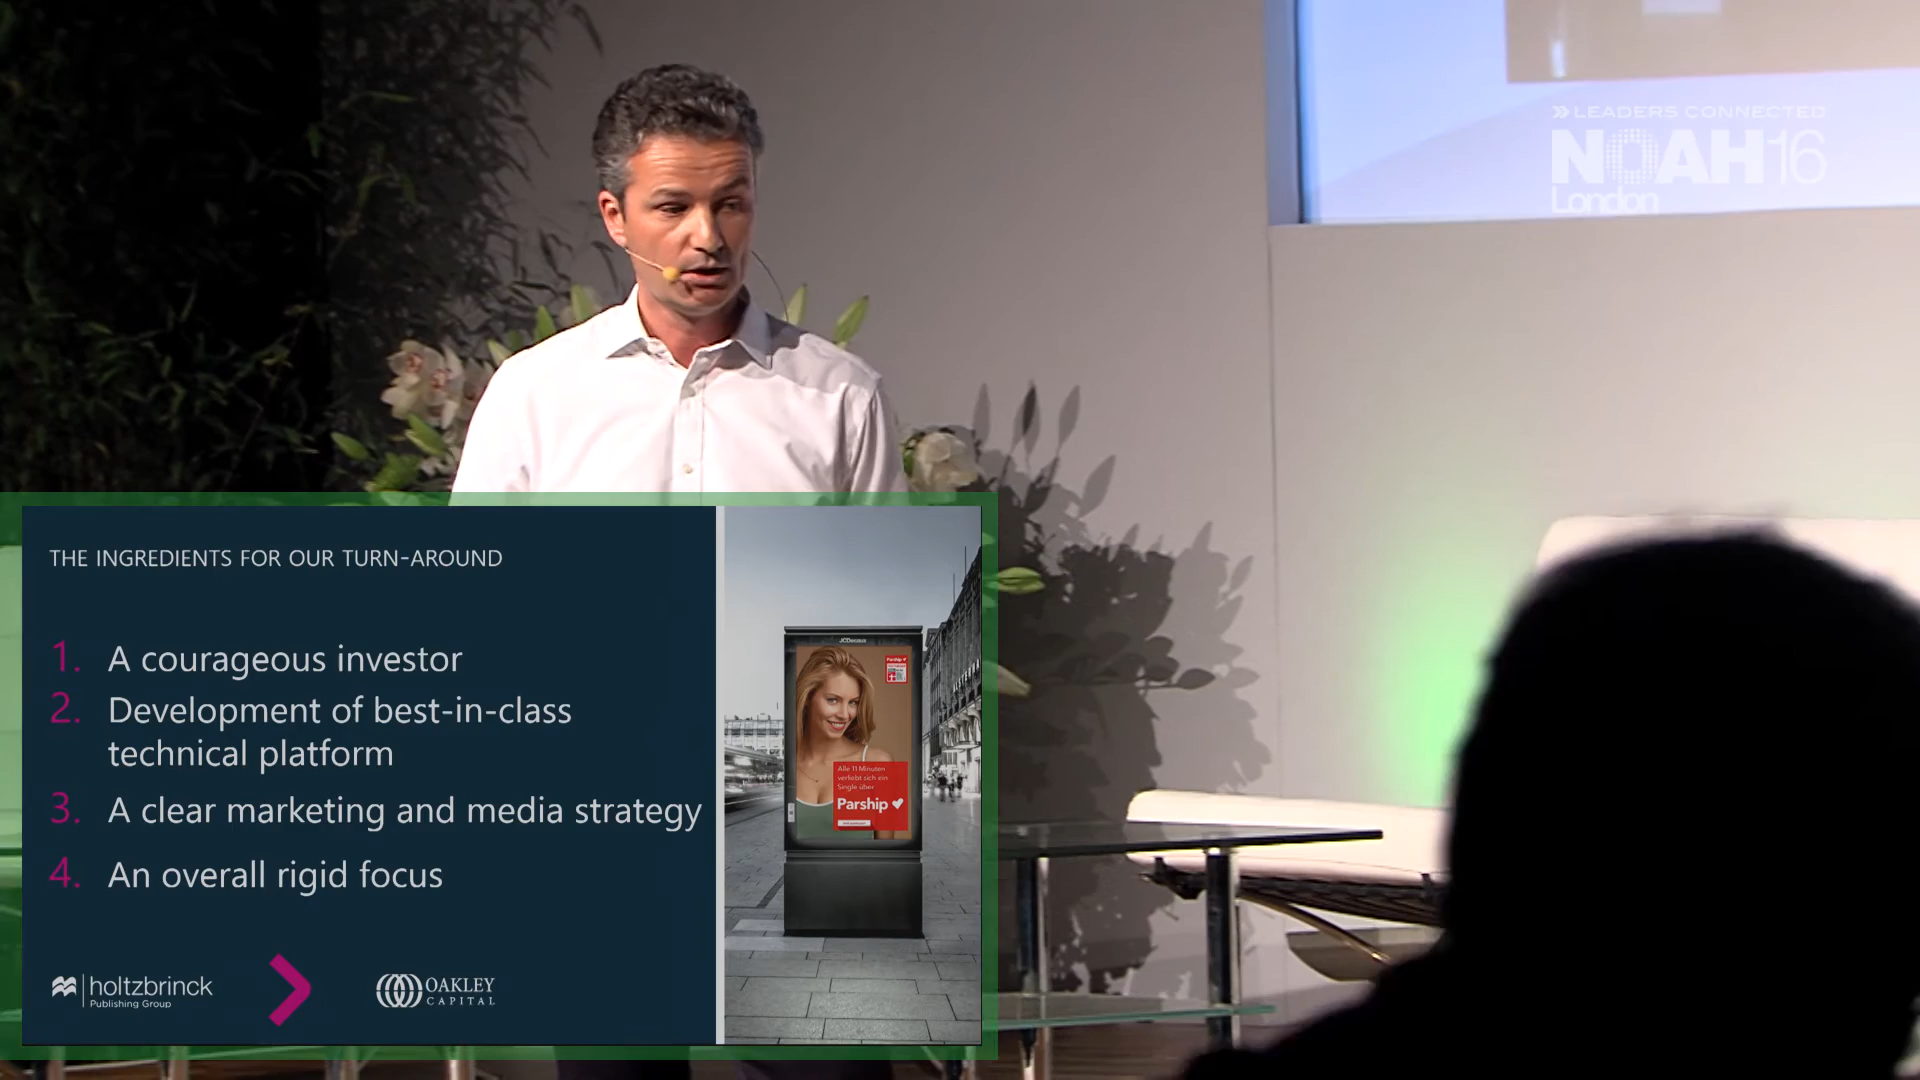 LEADERS CONNECTED
NOAH16
London
THE INGREDIENTS FOR OUR TURN-AROUND
1. A courageous investor
2. Development of best-in-class
technical platform
3. A clear marketing and media strategy
4. An overall rigid focus
holtzbrinck
Publishing Group
OAKLEY
CAPITAL
JCDecaux
Parship
Alle 11 Minuten
verliebt sich ein
Single über
Parship